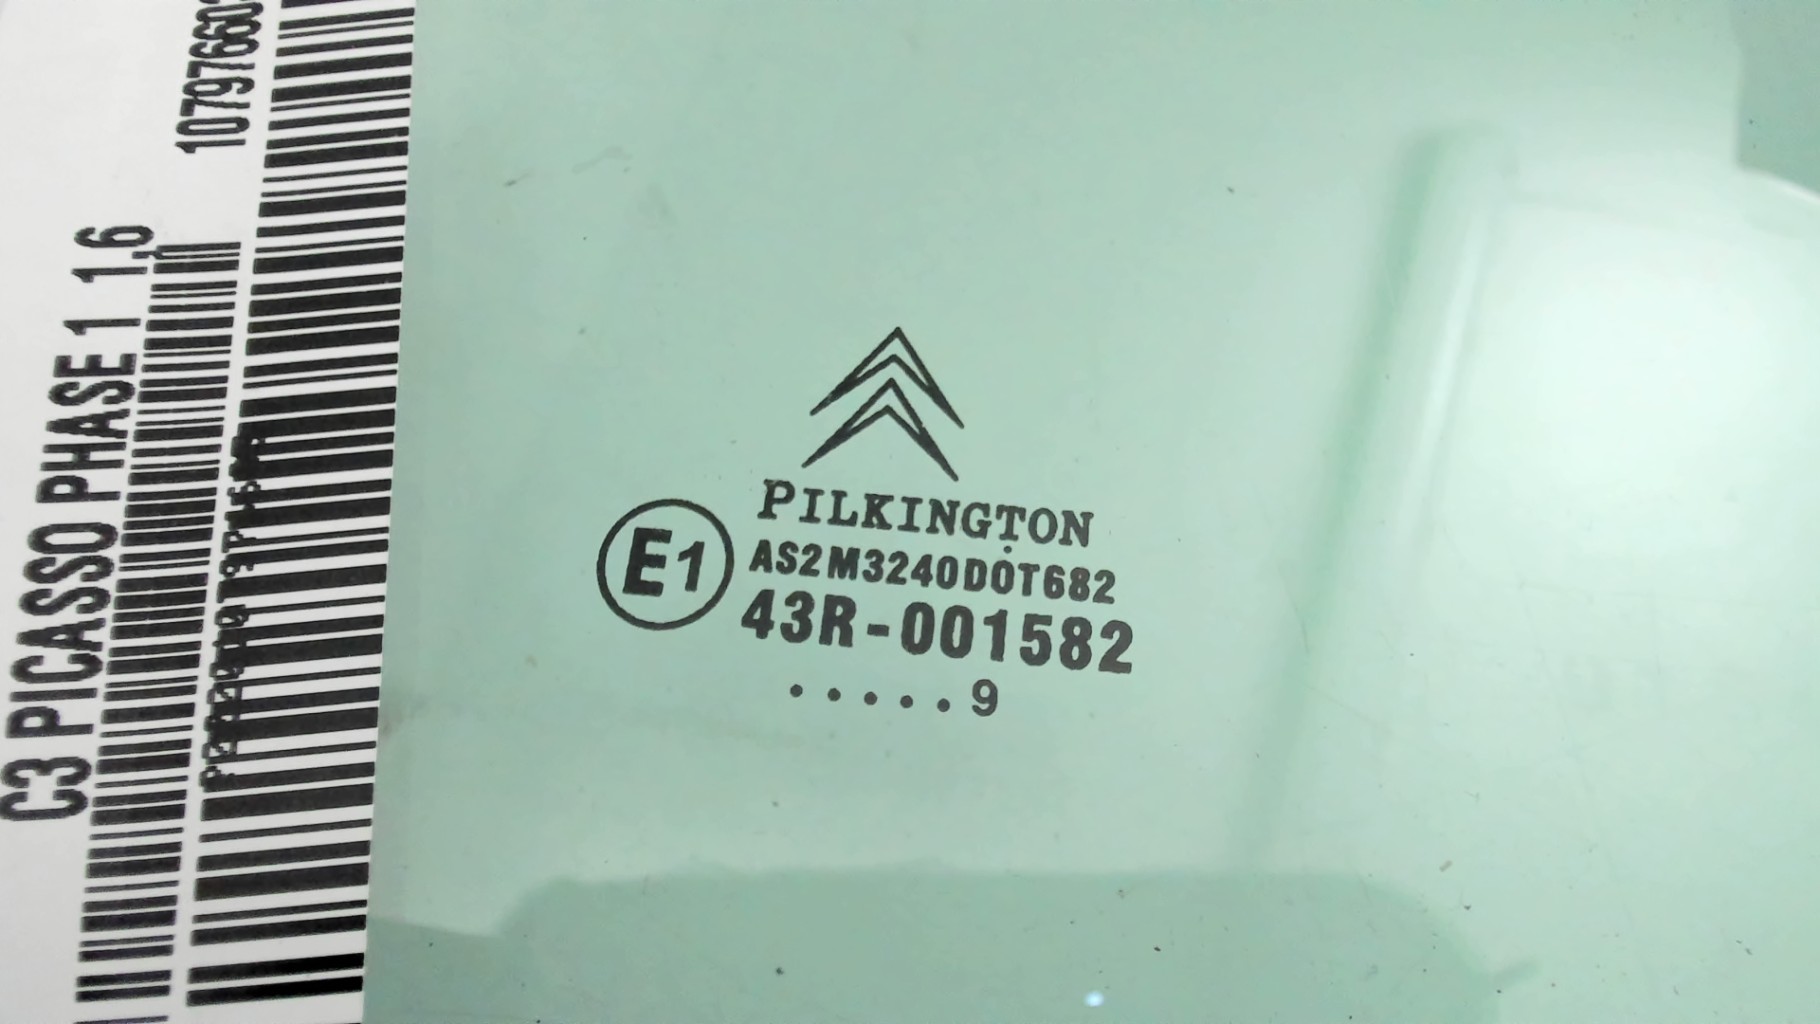 C3 PICASSO PHASE 1 1,6
PILKINGTON
E1
AS2M3240DOT682
43R-001582
.....9